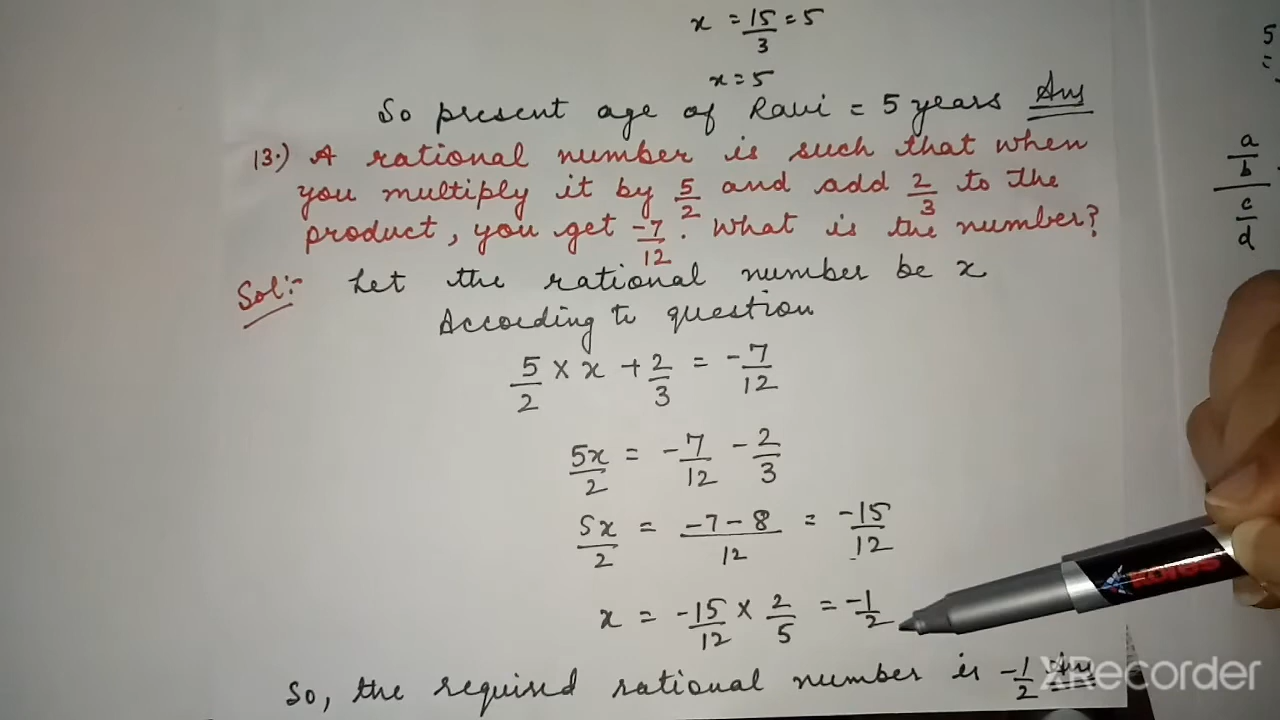 x = 15/3 = 5
x = 5
So present age of Ravi = 5 years Ans
13.) A rational number is such that when
you multiply it by 5/2 and add 2/3 to the
product, you get -7/12. What is the number?
Sol:- Let the rational number be x
According to question
5/2 × x + 2/3 = -7/12
5x/2 = -7/12 - 2/3
5x/2 = -7-8/12 = -15/12
x = -15/12 × 2/5 = -1/2
So, the required rational number is -1/2 Ans
5
=
a/b
c/d
Kores
XRecorder